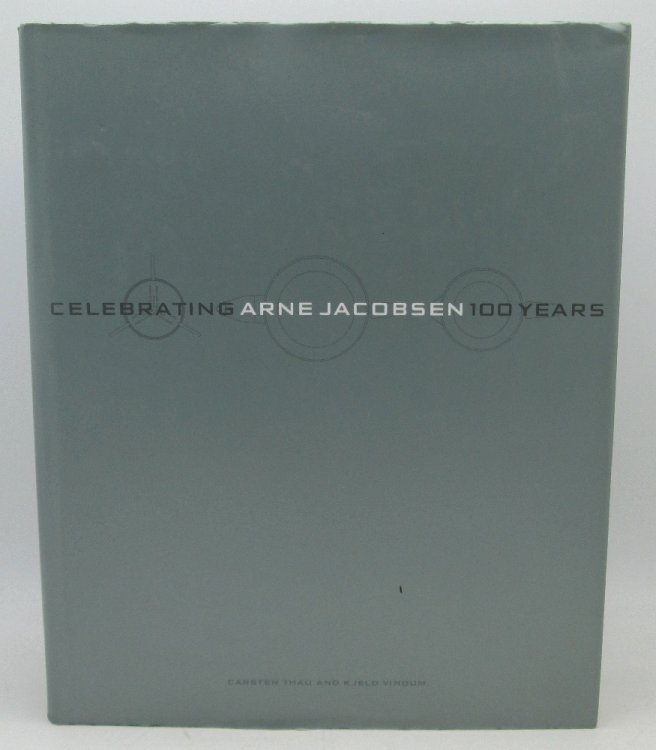 CELEBRATING ARNE JACOBSEN 100 YEARS
CARSTEN THAU AND KJELD VINDUM